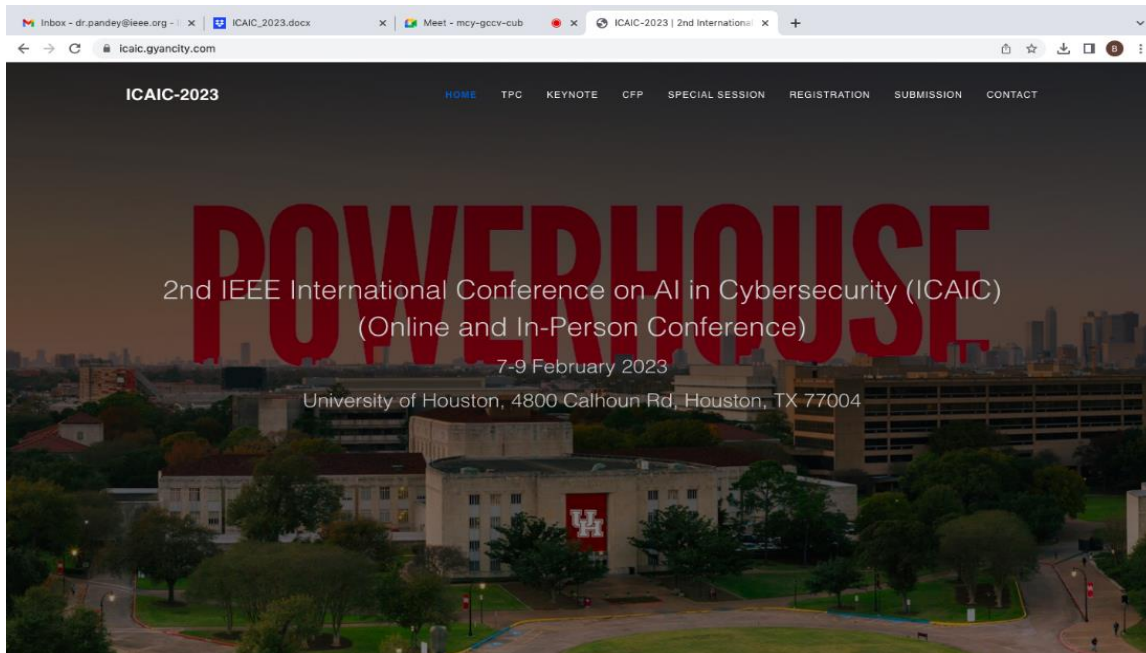 Inbox - dr.pandey@ieee.org -
ICAIC_2023.docx
Meet - mcy-gccv-cub
ICAIC-2023 | 2nd International
icaic.gyancity.com
B
ICAIC-2023
HOME TPC KEYNOTE CFP SPECIAL SESSION REGISTRATION SUBMISSION CONTACT
POWERHOUSE
2nd IEEE International Conference on AI in Cybersecurity (ICAIC)
(Online and In-Person Conference)
7-9 February 2023
University of Houston, 4800 Calhoun Rd, Houston, TX 77004
UH